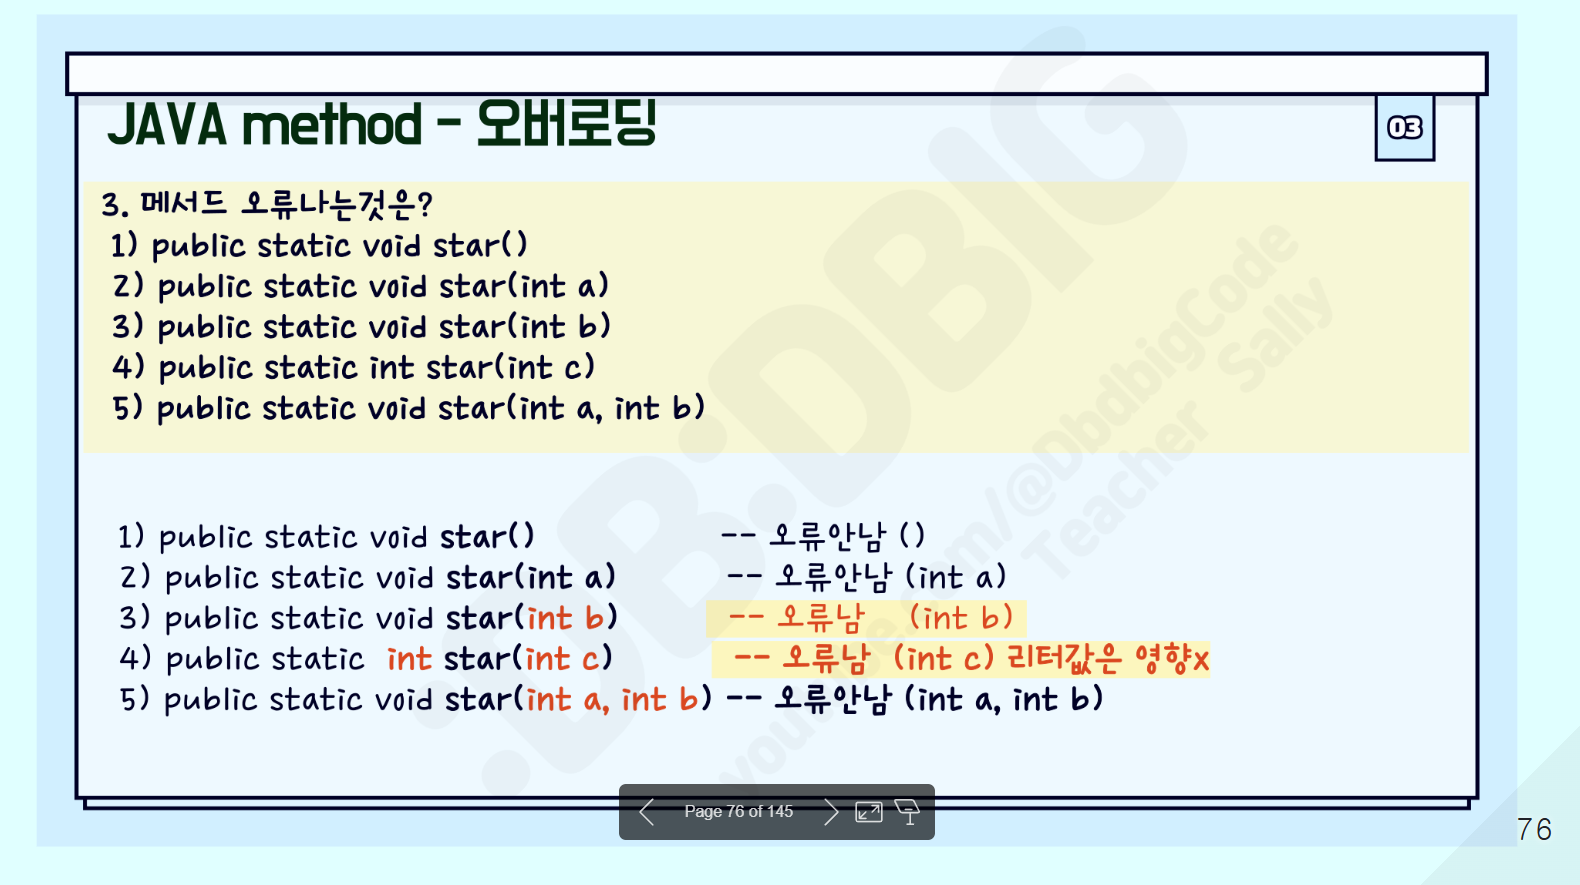 JAVA method - 오버로딩
03
3. 메서드 오류나는것은?
1) public static void star()
2) public static void star(int a)
3) public static void star(int b)
4) public static int star(int c)
5) public static void star(int a, int b)
1) public static void star() -- 오류안남 ()
2) public static void star(int a) -- 오류안남 (int a)
3) public static void star(int b) -- 오류남 (int b)
4) public static int star(int c) -- 오류남 (int c) 리터값은 영향x
5) public static void star(int a, int b) -- 오류안남 (int a, int b)
Page 76 of 145
76
:DB:DBIG
Teacher Sally